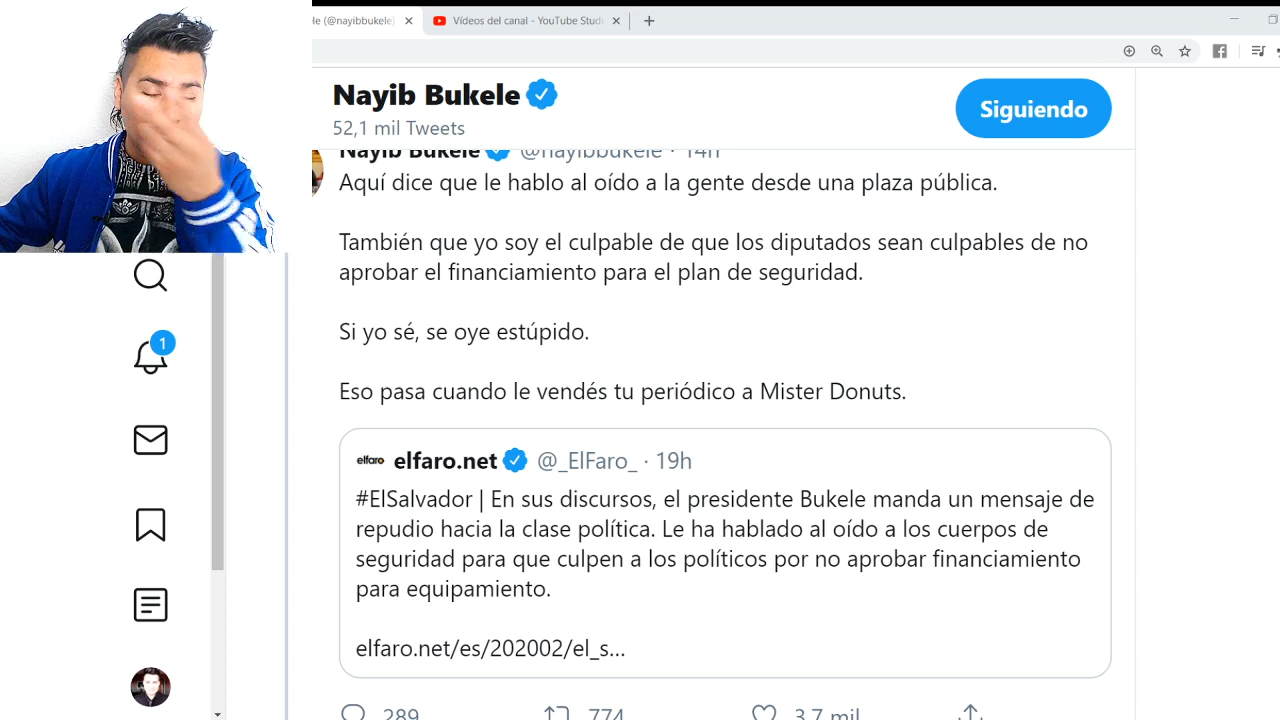 ele (@nayibbukele)
Vídeos del canal - YouTube Stud
Nayib Bukele
52,1 mil Tweets
Siguiendo
Nayib Bukele @nayibbukele · 14h
Aquí dice que le hablo al oído a la gente desde una plaza pública.
También que yo soy el culpable de que los diputados sean culpables de no
aprobar el financiamiento para el plan de seguridad.
Si yo sé, se oye estúpido.
Eso pasa cuando le vendés tu periódico a Mister Donuts.
elfaro elfaro.net @_ElFaro_ · 19h
#ElSalvador | En sus discursos, el presidente Bukele manda un mensaje de
repudio hacia la clase política. Le ha hablado al oído a los cuerpos de
seguridad para que culpen a los políticos por no aprobar financiamiento
para equipamiento.
elfaro.net/es/202002/el_s...
289 774 3,7 mil
1